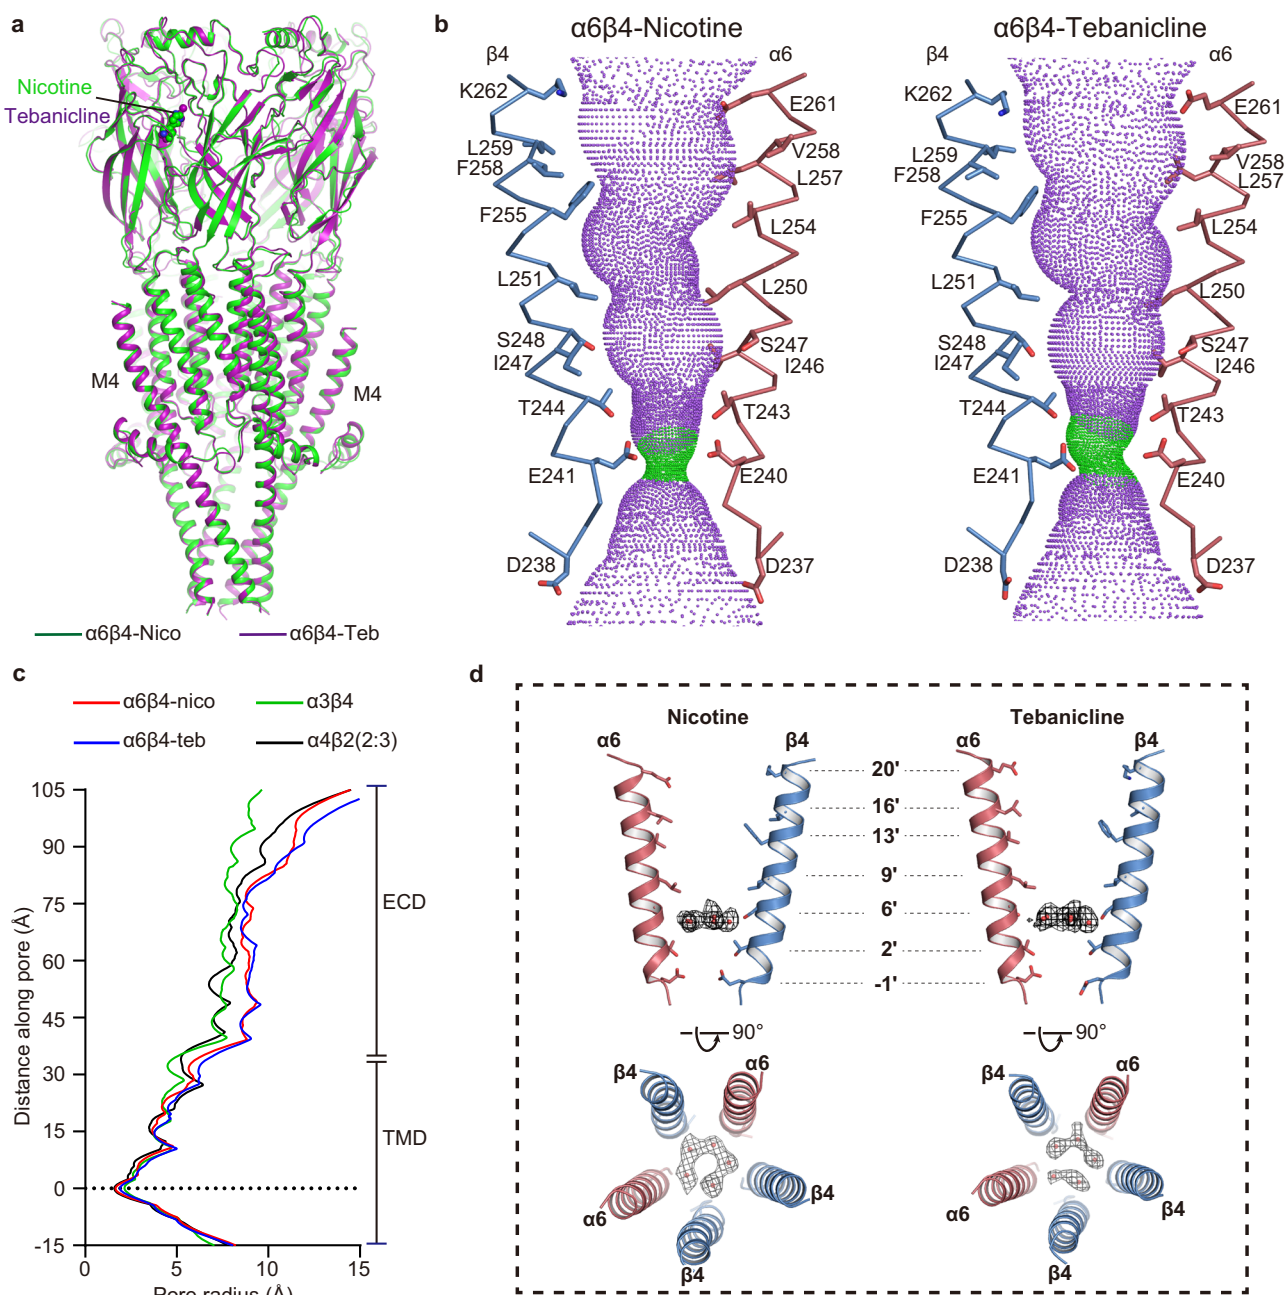 a
Nicotine
Tebanicline
M4
M4
α6β4-Nico
α6β4-Teb
b
α6β4-Nicotine
β4
α6
K262
L259
F258
F255
L251
S248
I247
T244
E241
D238
E261
V258
L257
L254
L250
S247
I246
T243
E240
D237
α6β4-Tebanicline
β4
α6
K262
L259
F258
F255
L251
S248
I247
T244
E241
D238
E261
V258
L257
L254
L250
S247
I246
T243
E240
D237
c
α6β4-nico
α3β4
α6β4-teb
α4β2(2:3)
Distance along pore (Å)
105
90
75
60
45
30
15
0
-15
ECD
TMD
0
5
10
15
Pore radius (Å)
d
Nicotine
Tebanicline
α6
β4
α6
β4
20'
16'
13'
9'
6'
2'
-1'
90°
90°
β4
α6
β4
α6
β4
β4
α6
β4
α6
β4